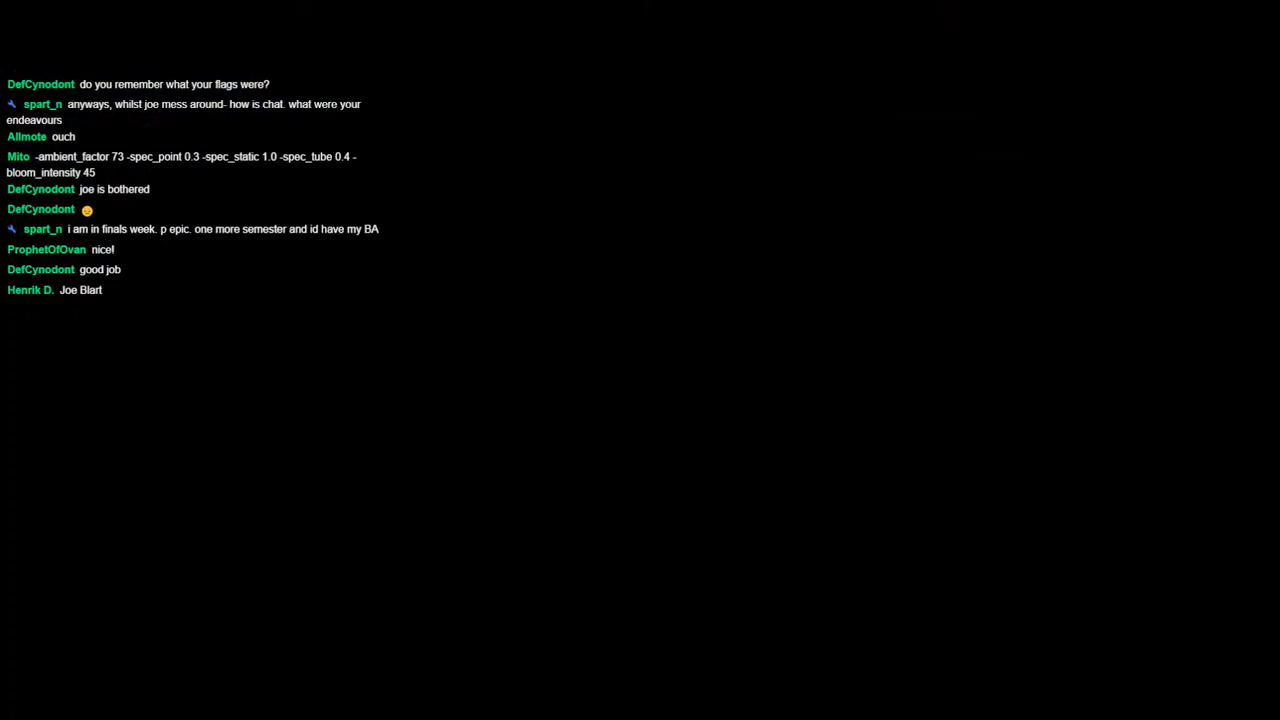 DefCynodont do you remember what your flags were?
spart_n anyways, whilst joe mess around- how is chat. what were your
endeavours
Allmote ouch
Mito -ambient_factor 73 -spec_point 0.3 -spec_static 1.0 -spec_tube 0.4 -
bloom_intensity 45
DefCynodont joe is bothered
DefCynodont
spart_n i am in finals week. p epic. one more semester and id have my BA
ProphetOfOvan nice!
DefCynodont good job
Henrik D. Joe Blart